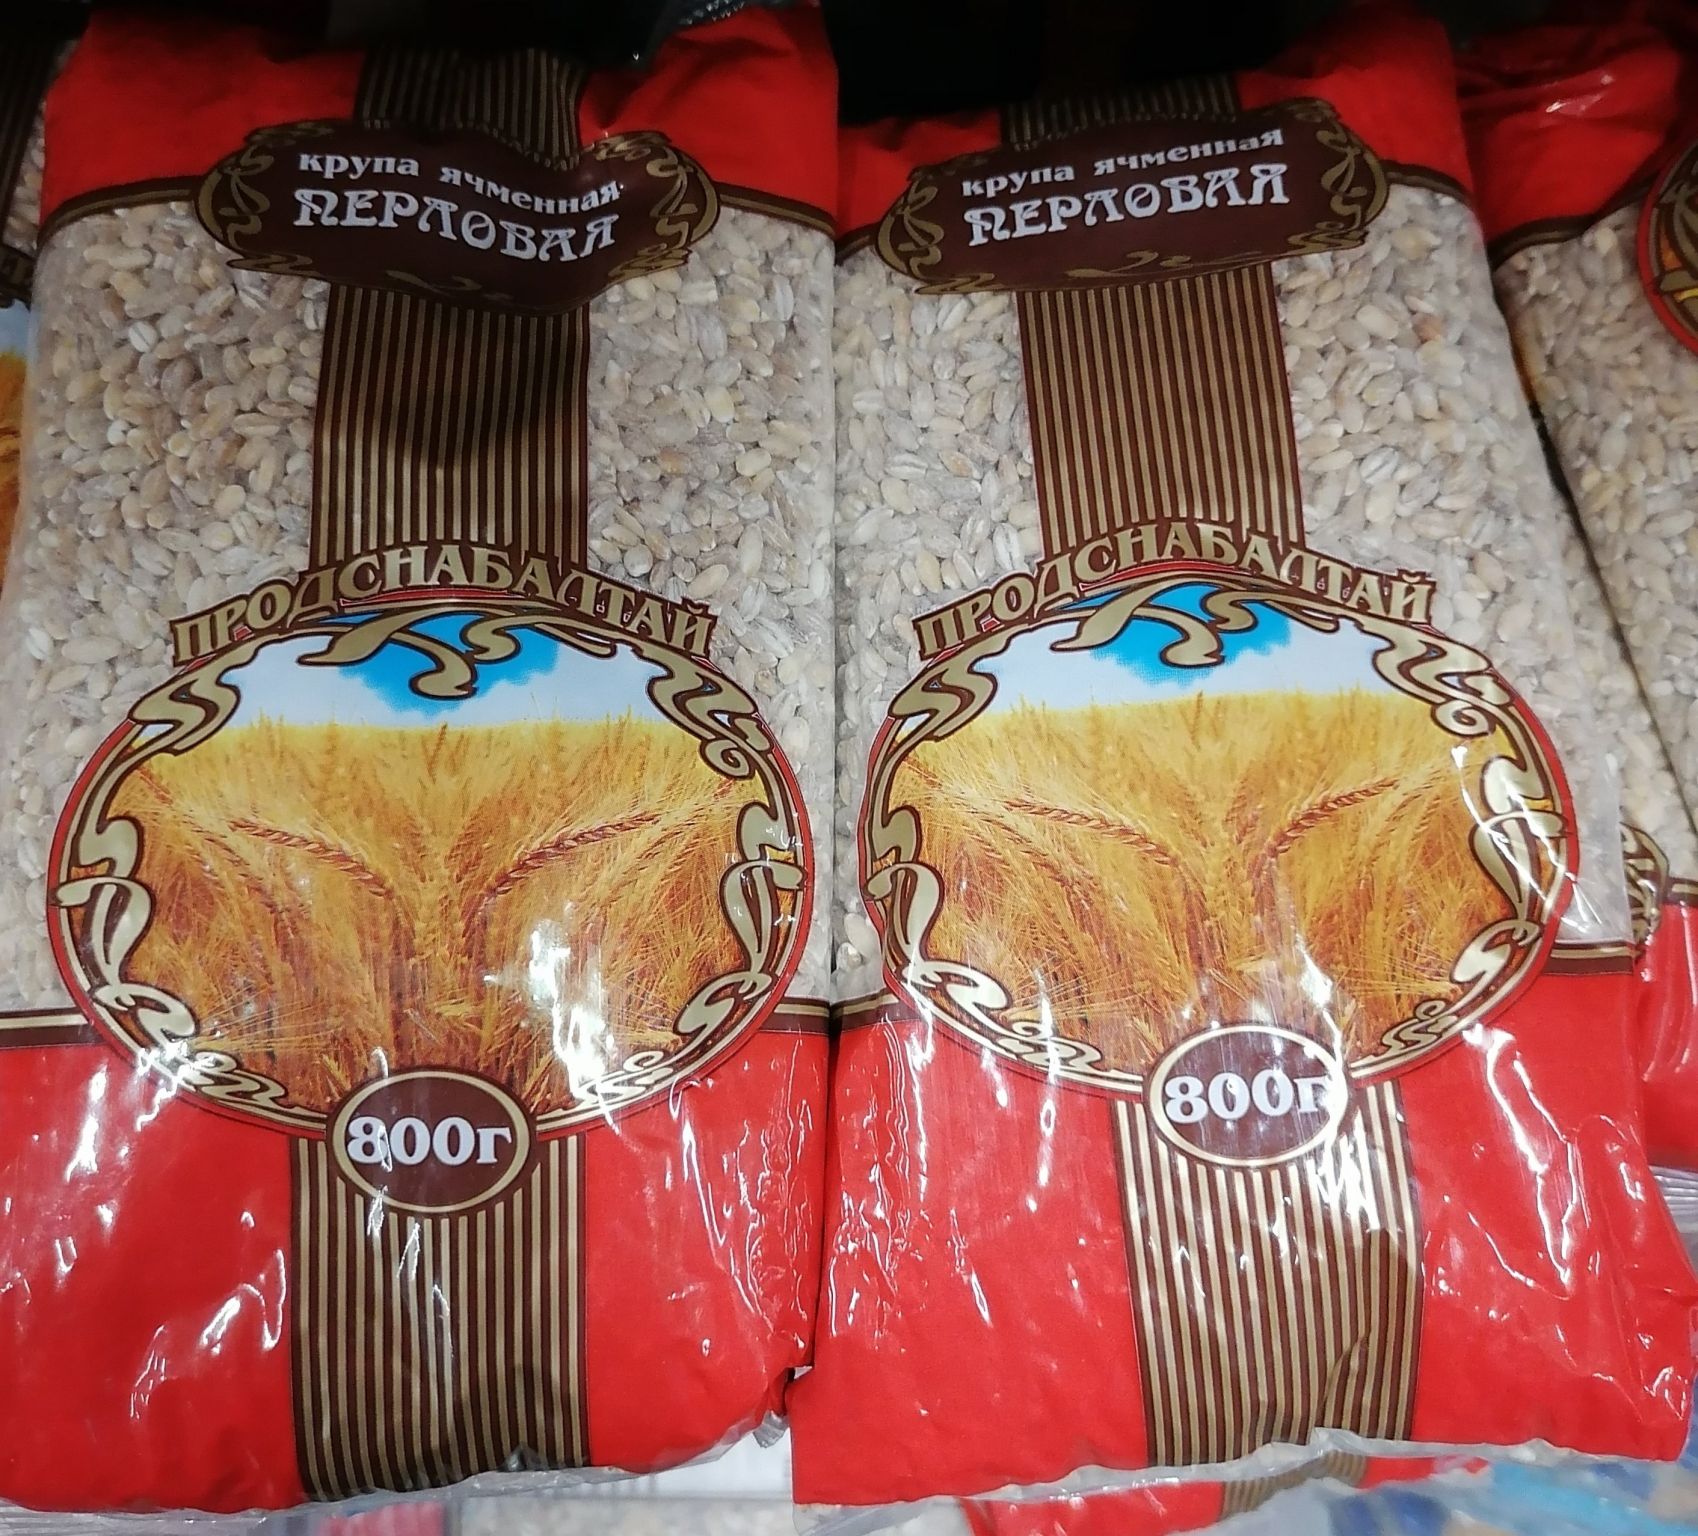 крупа ячменная
ПЕРЛОВАЯ
ПРОДСНАБАЛТАЙ
800г
крупа ячменная
ПЕРЛОВАЯ
ПРОДСНАБАЛТАЙ
800г